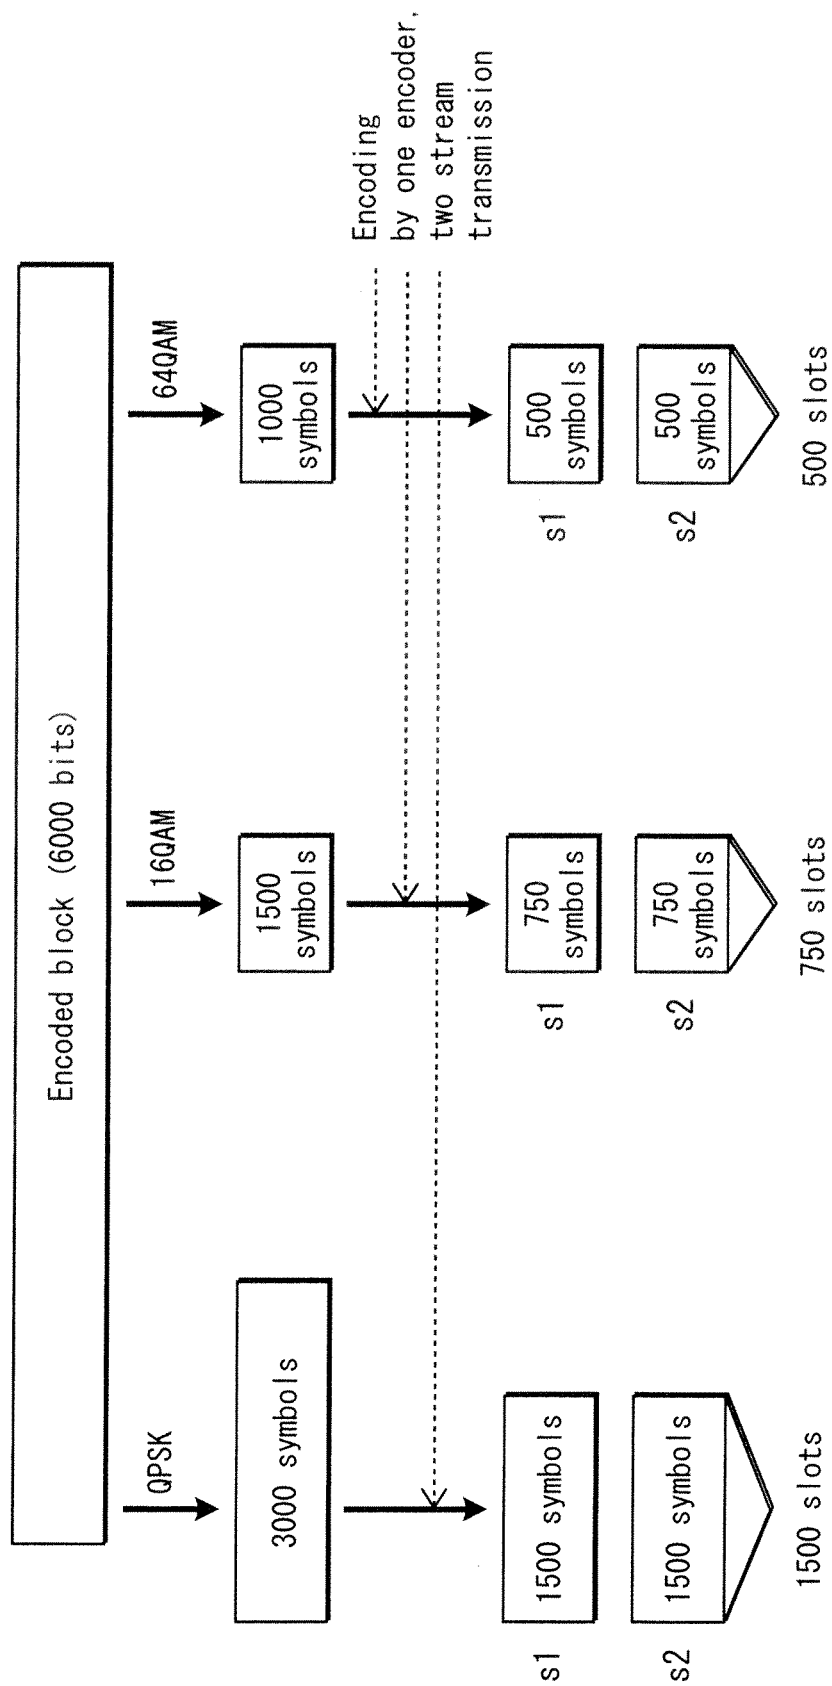 Encoded block (6000 bits)
QPSK
16QAM
64QAM
3000 symbols
1500
symbols
1000
symbols
Encoding
by one encoder,
two stream
transmission
s1
1500 symbols
s1
750
symbols
s1
500
symbols
s2
1500 symbols
s2
750
symbols
s2
500
symbols
1500 slots
750 slots
500 slots